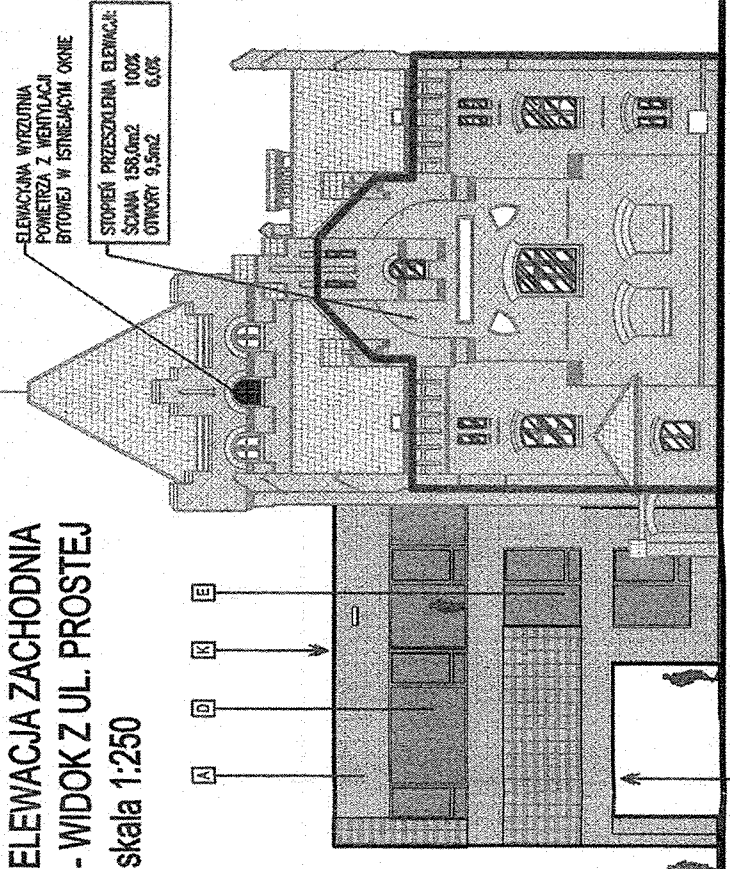 ELEWACJA ZACHODNIA
- WIDOK Z UL. PROSTEJ
skala 1:250
ELEWACYJNA WYRZUTNIA
POWIETRZA Z WENTYLACJI
BYTOWEJ W ISTNIEJĄCYM OKNIE
STOPIEŃ PRZESZKLENIA ELEWACJI:
ŚCIANA 158,0m2 100%
OTWORY 9,5m2 6,0%
A
D
K
E